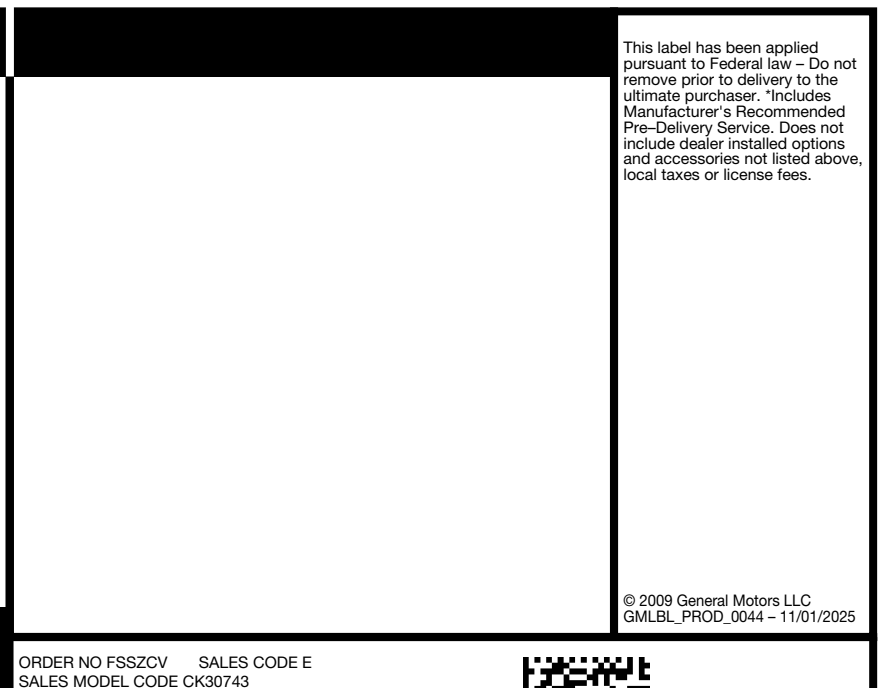 This label has been applied
pursuant to Federal law – Do not
remove prior to delivery to the
ultimate purchaser. *Includes
Manufacturer's Recommended
Pre–Delivery Service. Does not
include dealer installed options
and accessories not listed above,
local taxes or license fees.
© 2009 General Motors LLC
GMLBL_PROD_0044 – 11/01/2025
ORDER NO FSSZCV SALES CODE E
SALES MODEL CODE CK30743